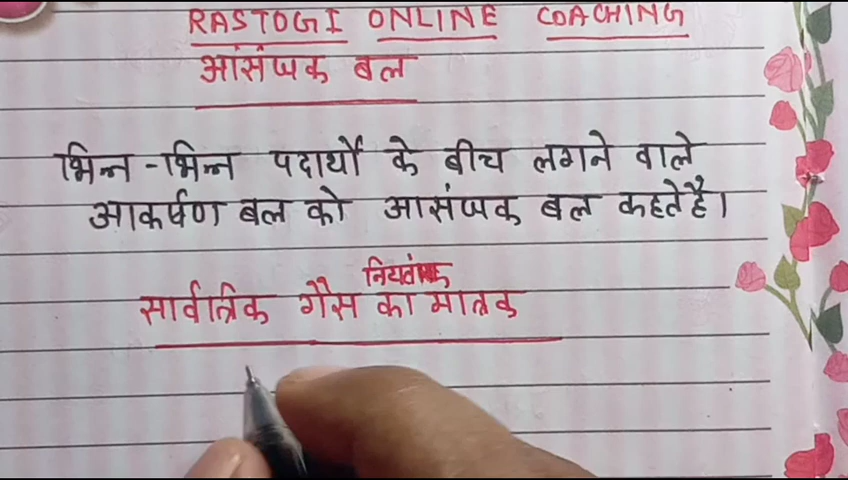 RASTOGI ONLINE COACHING
आसंजक बल
भिन्न-भिन्न पदार्थों के बीच लगने वाले
आकर्षण बल को आसंजक बल कहते है।
नियतांक
सार्वत्रिक गैस का मात्रक